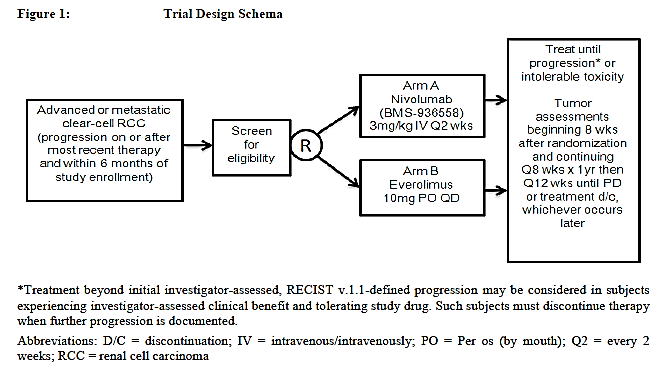 Figure 1: Trial Design Schema
Advanced or metastatic
clear-cell RCC
(progression on or after
most recent therapy
and within 6 months of
study enrollment)
Screen
for
eligibility
R
Arm A
Nivolumab
(BMS-936558)
3mg/kg IV Q2 wks
Arm B
Everolimus
10mg PO QD
Treat until
progression* or
intolerable toxicity
Tumor
assessments
beginning 8 wks
after randomization
and continuing
Q8 wks x 1yr then
Q12 wks until PD
or treatment d/c,
whichever occurs
later
*Treatment beyond initial investigator-assessed, RECIST v.1.1-defined progression may be considered in subjects
experiencing investigator-assessed clinical benefit and tolerating study drug. Such subjects must discontinue therapy
when further progression is documented.
Abbreviations: D/C = discontinuation; IV = intravenous/intravenously; PO = Per os (by mouth); Q2 = every 2
weeks; RCC = renal cell carcinoma